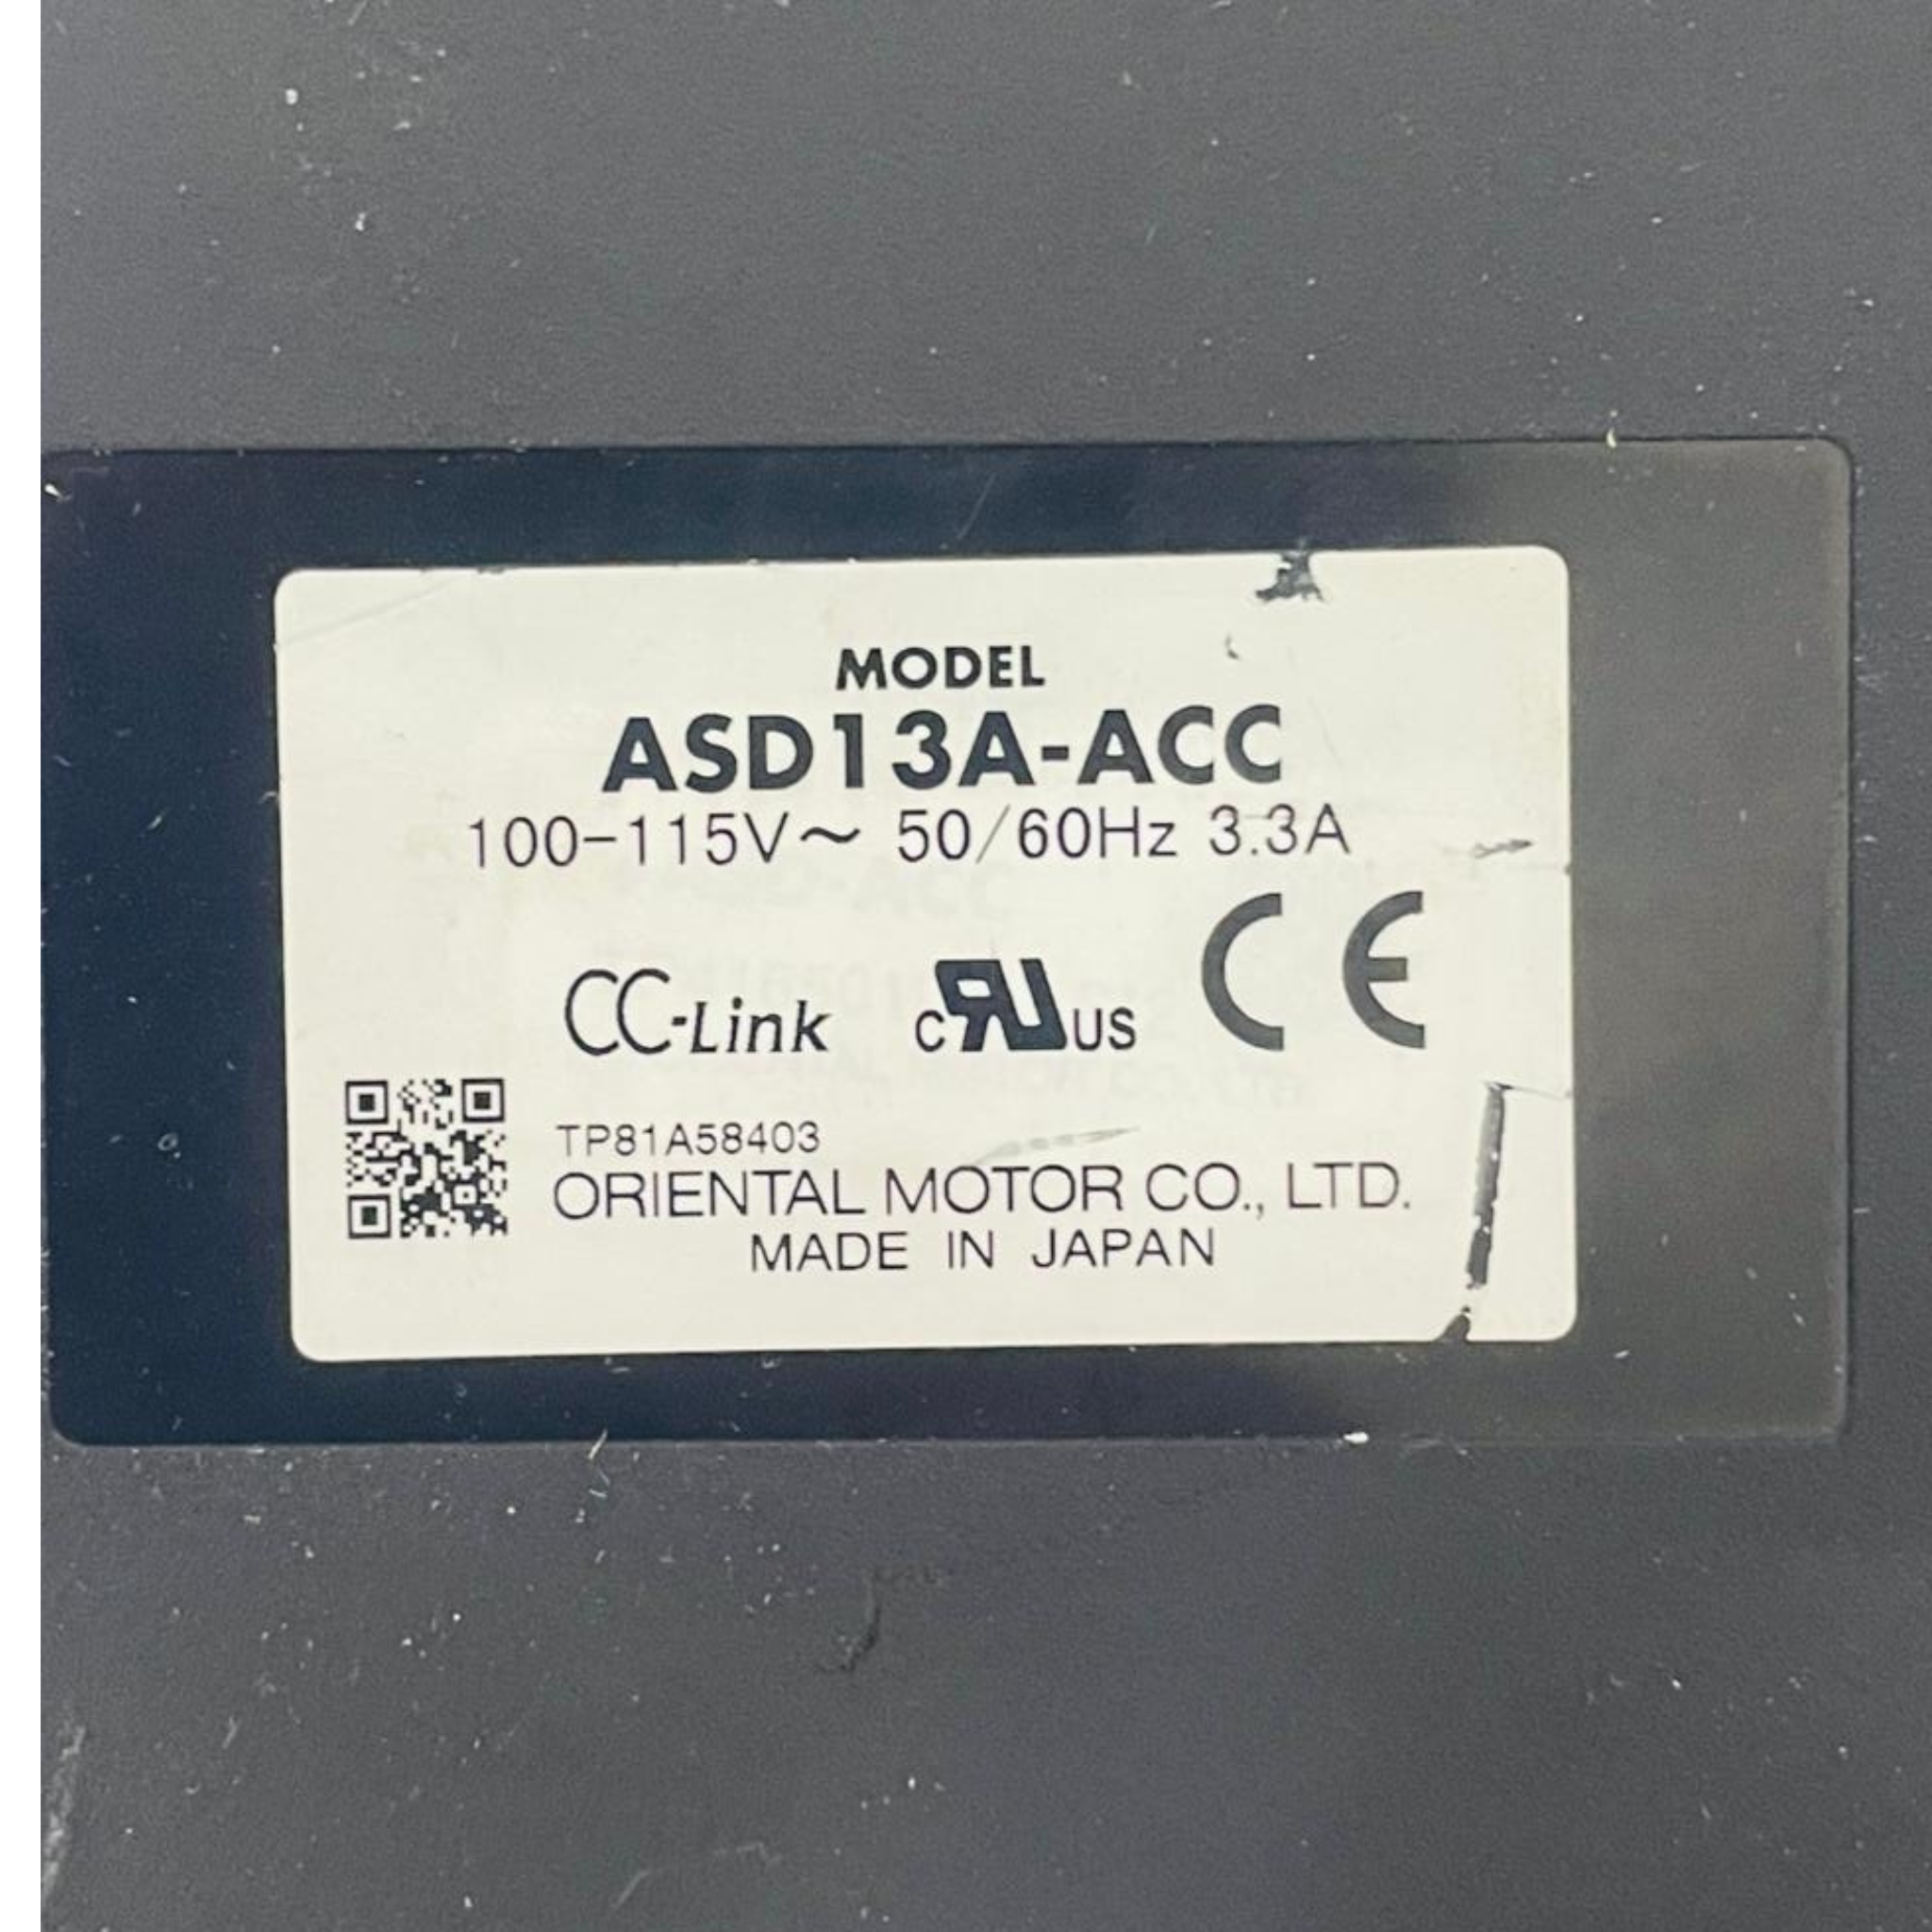 MODEL
ASD13A-ACC
100-115V~ 50/60Hz 3.3A
CC-Link c RU US CE
TP81A58403
ORIENTAL MOTOR CO., LTD.
MADE IN JAPAN